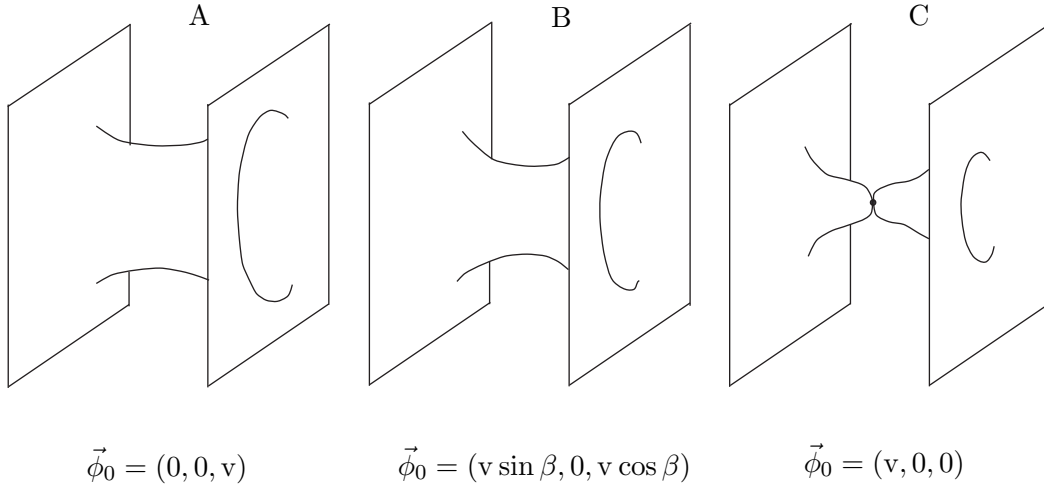 A B C
$\vec{\phi}_0 = (0, 0, \mathrm{v})$ $\vec{\phi}_0 = (\mathrm{v} \sin \beta, 0, \mathrm{v} \cos \beta)$ $\vec{\phi}_0 = (\mathrm{v}, 0, 0)$